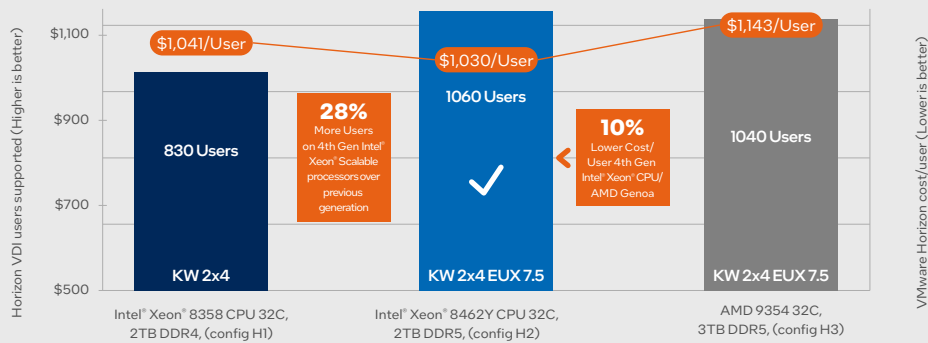 Horizon VDI users supported (Higher is better)
$1,100
$900
$700
$500
$1,041/User
830 Users
KW 2x4
28%
More Users
on 4th Gen Intel®
Xeon® Scalable
processors over
previous
generation
$1,030/User
1060 Users
KW 2x4 EUX 7.5
10%
Lower Cost/
User 4th Gen
Intel® Xeon® CPU/
AMD Genoa
$1,143/User
1040 Users
KW 2x4 EUX 7.5
VMware Horizon cost/user (Lower is better)
Intel® Xeon® 8358 CPU 32C,
2TB DDR4, (config H1)
Intel® Xeon® 8462Y CPU 32C,
2TB DDR5, (config H2)
AMD 9354 32C,
3TB DDR5, (config H3)